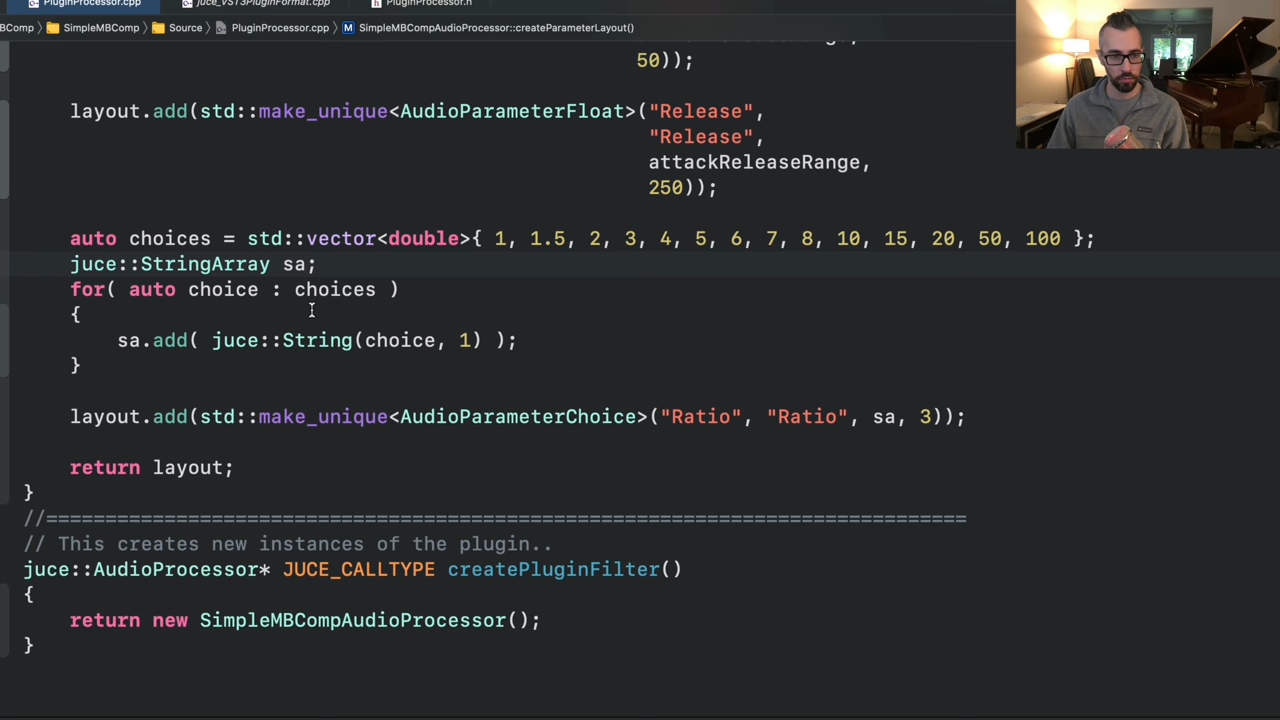 PluginProcessor.cpp juce_VST3PluginFormat.cpp PluginProcessor.h
BComp SimpleMBComp Source PluginProcessor.cpp M SimpleMBCompAudioProcessor::createParameterLayout()
50));
layout.add(std::make_unique<AudioParameterFloat>("Release",
"Release",
attackReleaseRange,
250));
auto choices = std::vector<double>{ 1, 1.5, 2, 3, 4, 5, 6, 7, 8, 10, 15, 20, 50, 100 };
juce::StringArray sa;
for( auto choice : choices )
{
sa.add( juce::String(choice, 1) );
}
layout.add(std::make_unique<AudioParameterChoice>("Ratio", "Ratio", sa, 3));
return layout;
}
//==============================================================================
// This creates new instances of the plugin..
juce::AudioProcessor* JUCE_CALLTYPE createPluginFilter()
{
return new SimpleMBCompAudioProcessor();
}